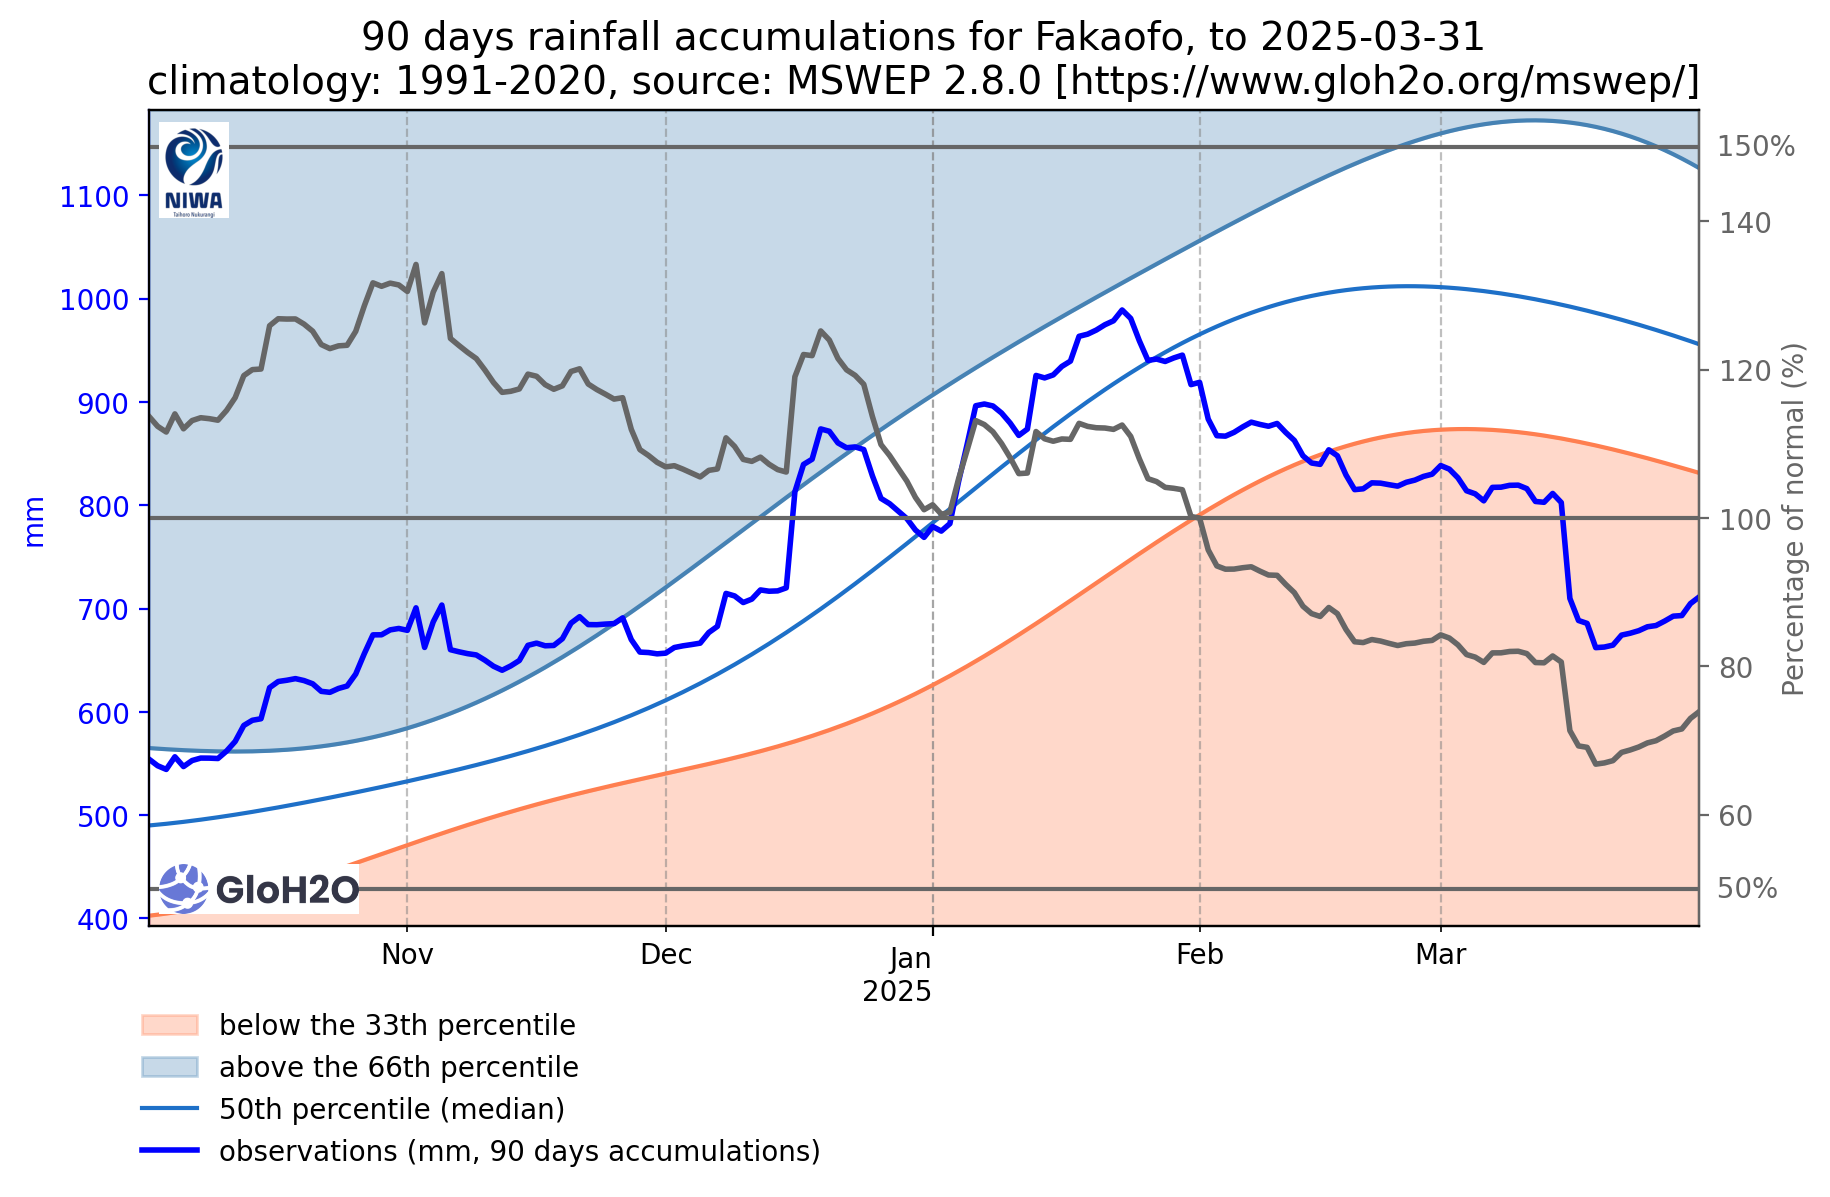 90 days rainfall accumulations for Fakaofo, to 2025-03-31
climatology: 1991-2020, source: MSWEP 2.8.0 [https://www.gloh2o.org/mswep/]
NIWA
Taihoro Nukurangi
1100
1000
900
800
700
600
500
400
mm
150%
140
120
100
80
60
50%
Percentage of normal (%)
GloH2O
Nov
Dec
Jan
2025
Feb
Mar
below the 33th percentile
above the 66th percentile
50th percentile (median)
observations (mm, 90 days accumulations)